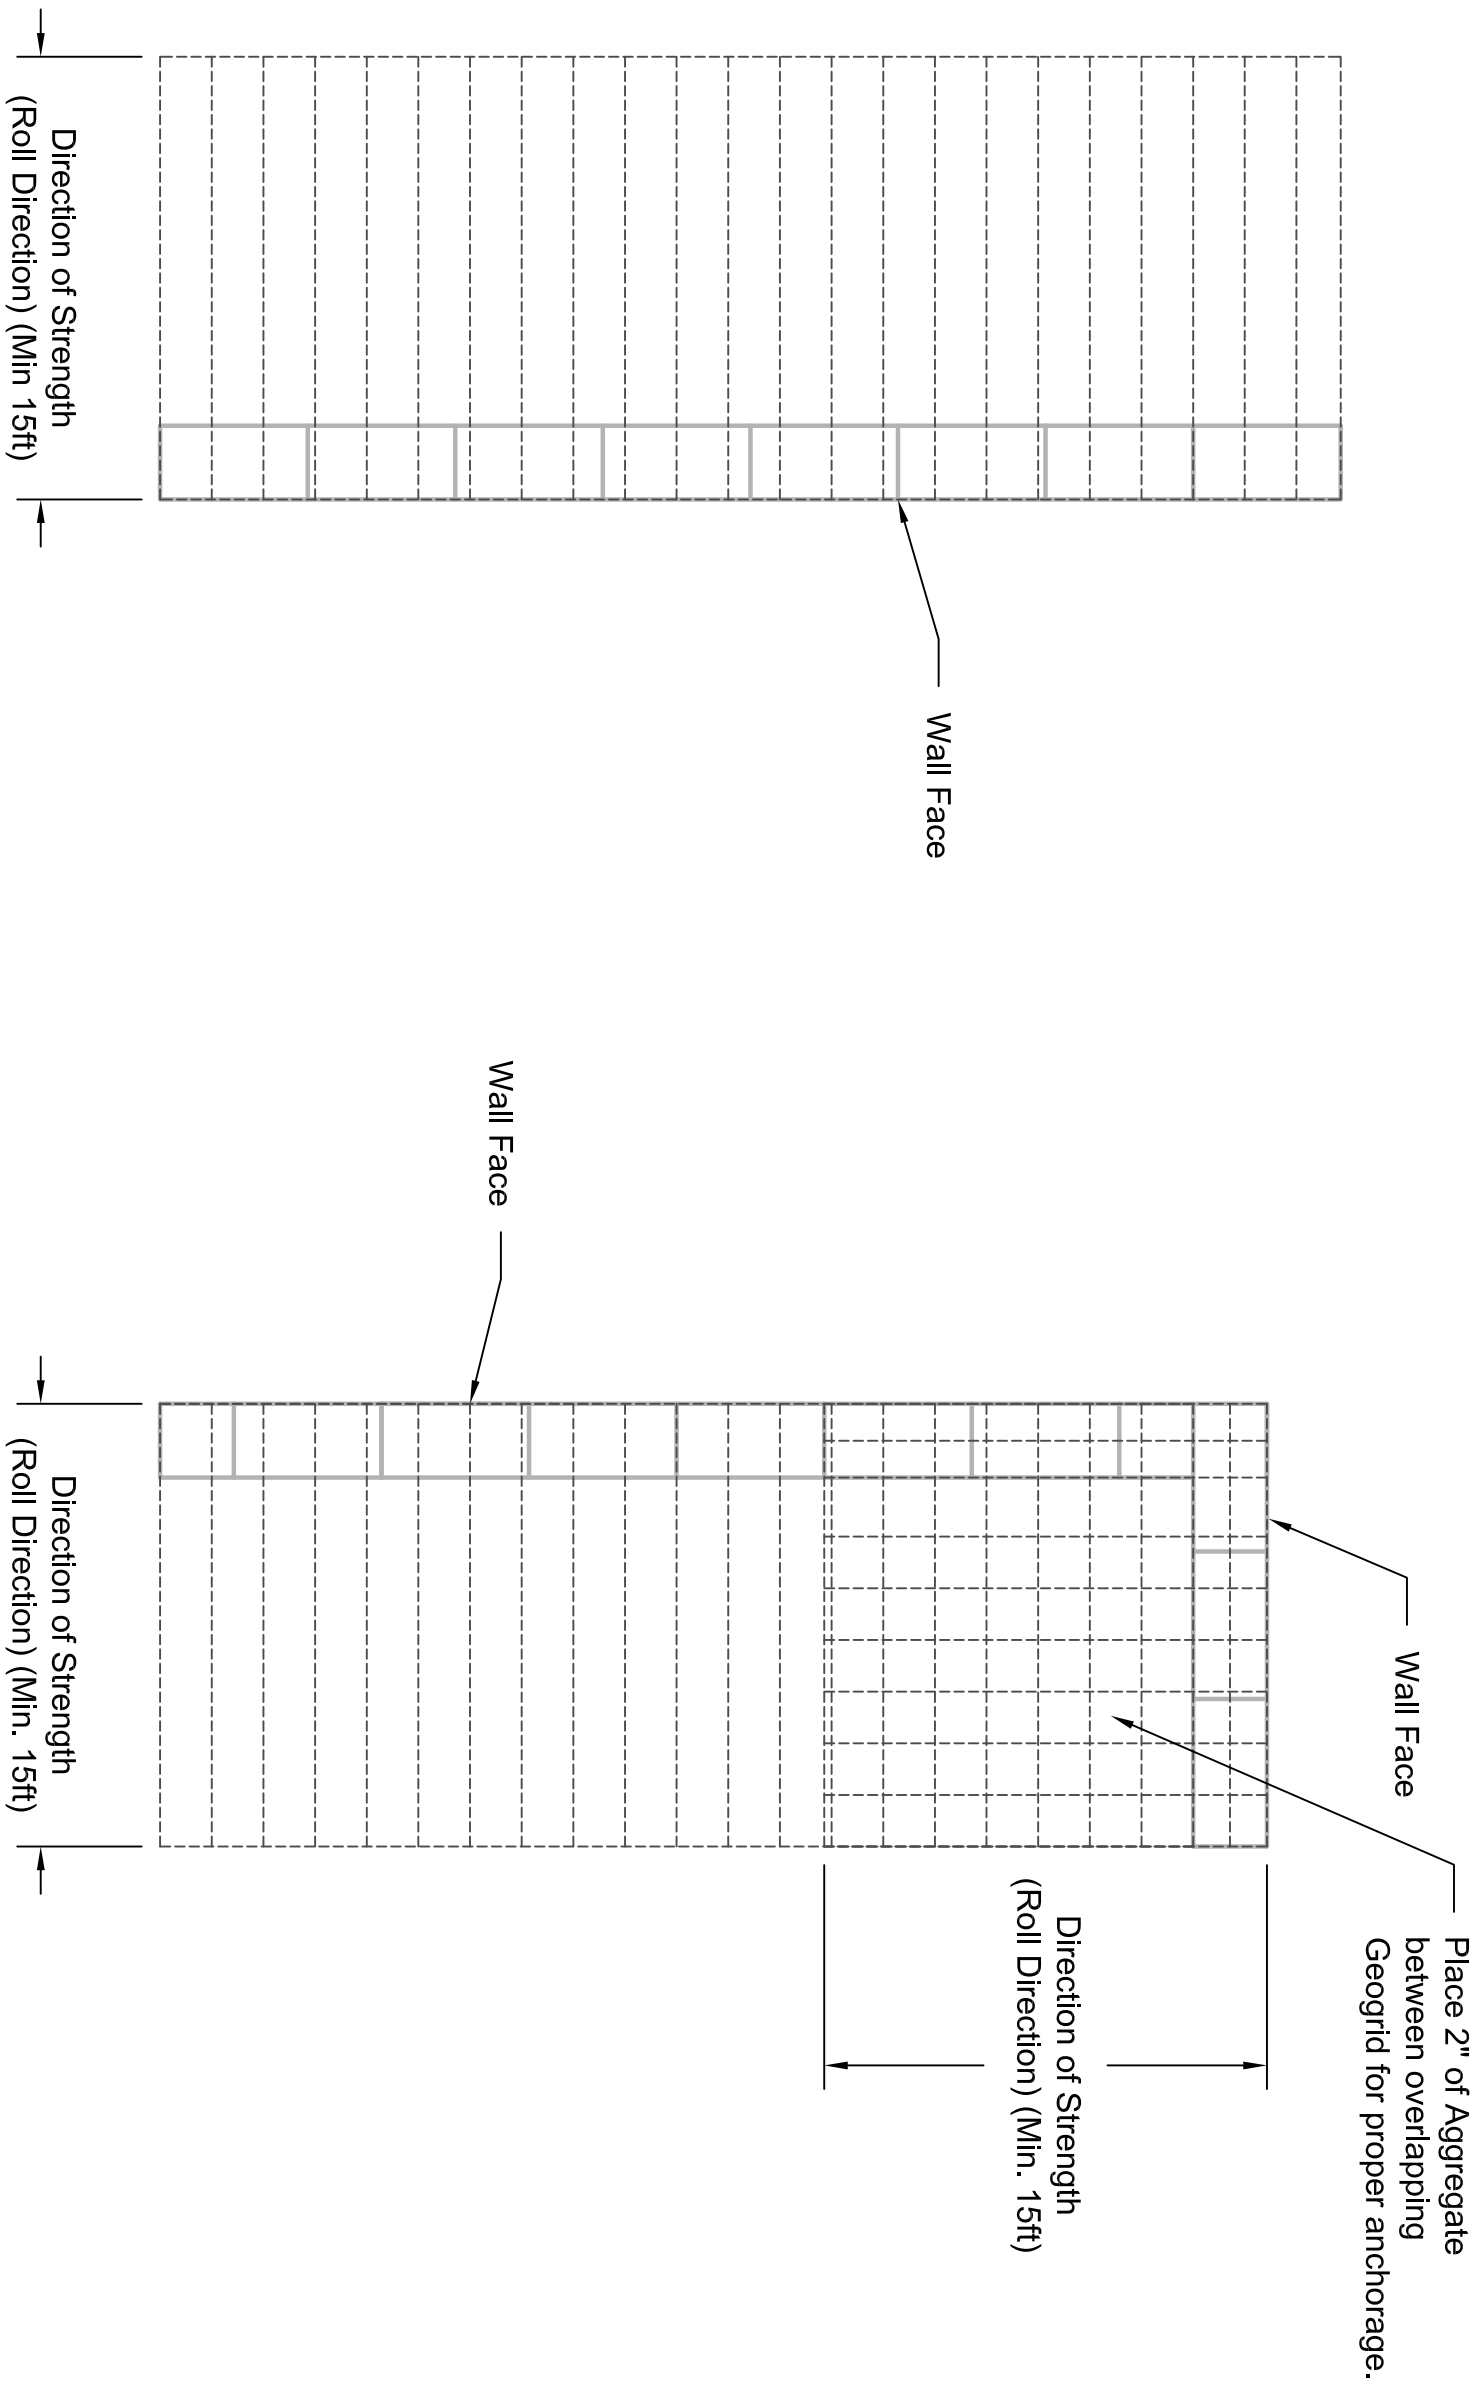 Place 2" of Aggregate
between overlapping
Geogrid for proper anchorage.
Wall Face
Wall Face
Direction of Strength
(Roll Direction) (Min. 15ft)
Wall Face
Direction of Strength
(Roll Direction) (Min 15ft)
Direction of Strength
(Roll Direction) (Min. 15ft)